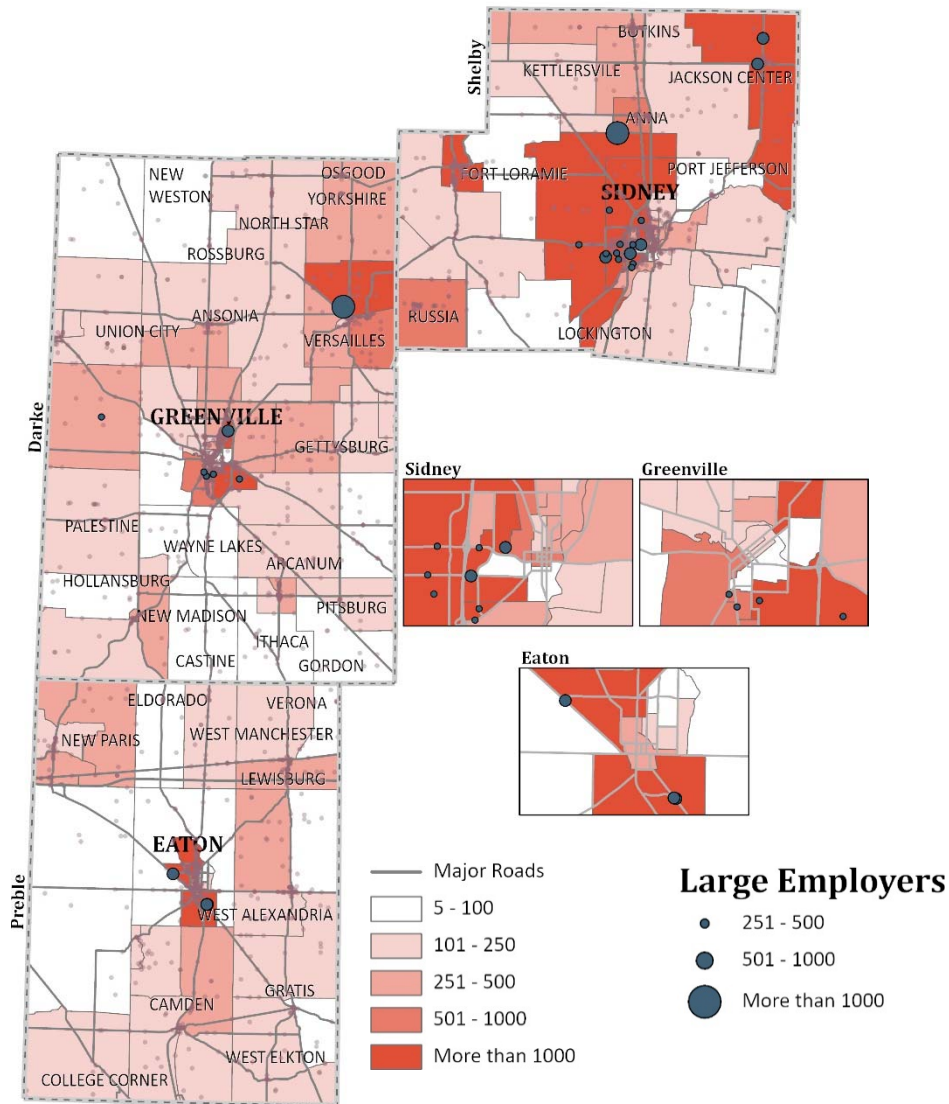 Shelby
BOTKINS
KETTLERSVILE
JACKSON CENTER
ANNA
FORT LORAMIE
PORT JEFFERSON
SIDNEY
RUSSIA
LOCKINGTON
Darke
NEW
WESTON
OSGOOD
YORKSHIRE
NORTH STAR
ROSSBURG
ANSONIA
UNION CITY
VERSAILLES
GREENVILLE
GETTYSBURG
PALESTINE
WAYNE LAKES
ARCANUM
HOLLANSBURG
NEW MADISON
PITSBURG
ITHACA
CASTINE
GORDON
Preble
ELDORADO
VERONA
NEW PARIS
WEST MANCHESTER
LEWISBURG
EATON
WEST ALEXANDRIA
GRATIS
CAMDEN
WEST ELKTON
COLLEGE CORNER
Sidney
Greenville
Eaton
Major Roads
5 - 100
101 - 250
251 - 500
501 - 1000
More than 1000
Large Employers
251 - 500
501 - 1000
More than 1000